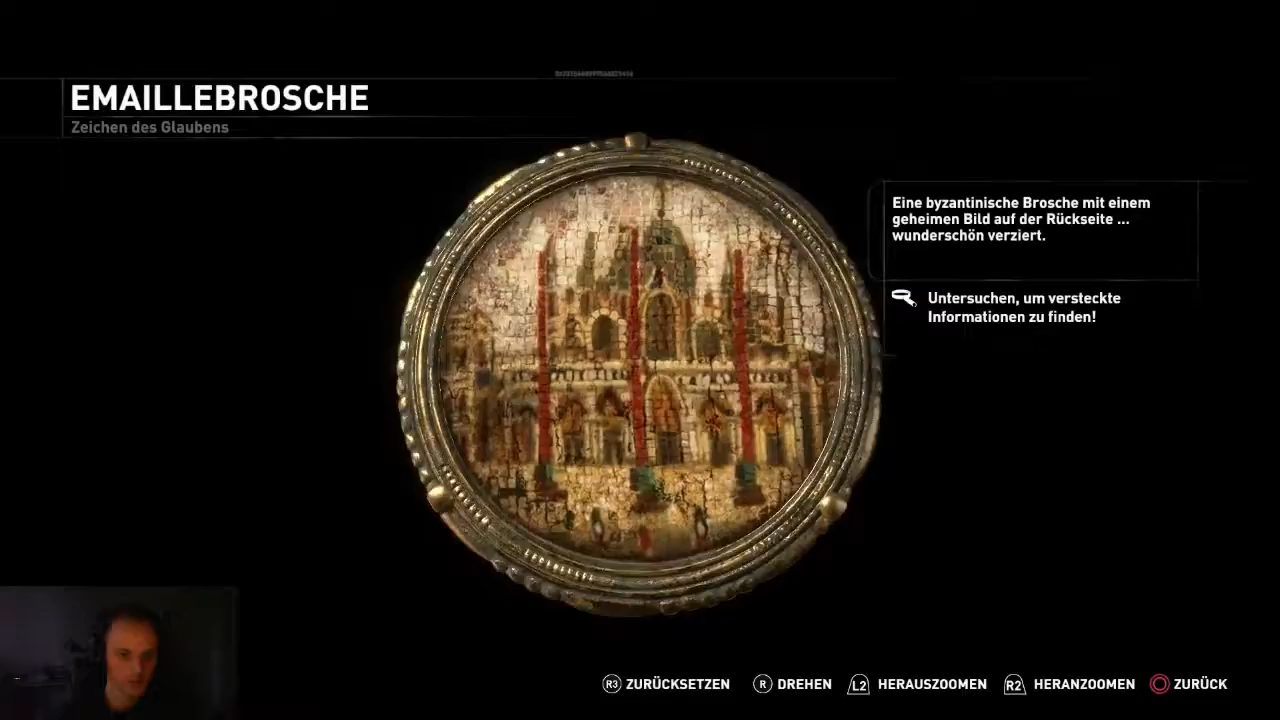 EMAILLEBROSCHE
Zeichen des Glaubens
Eine byzantinische Brosche mit einem
geheimen Bild auf der Rückseite ...
wunderschön verziert.
Untersuchen, um versteckte
Informationen zu finden!
R3 ZURÜCKSETZEN R DREHEN L2 HERAUSZOOMEN R2 HERANZOOMEN ZURÜCK